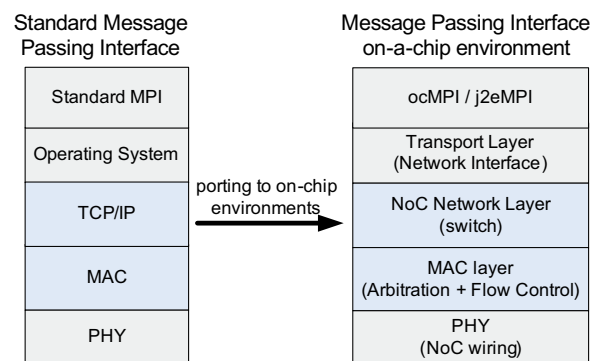 Standard Message
Passing Interface
Standard MPI
Operating System
TCP/IP
MAC
PHY
porting to on-chip
environments
Message Passing Interface
on-a-chip environment
ocMPI / j2eMPI
Transport Layer
(Network Interface)
NoC Network Layer
(switch)
MAC layer
(Arbitration + Flow Control)
PHY
(NoC wiring)